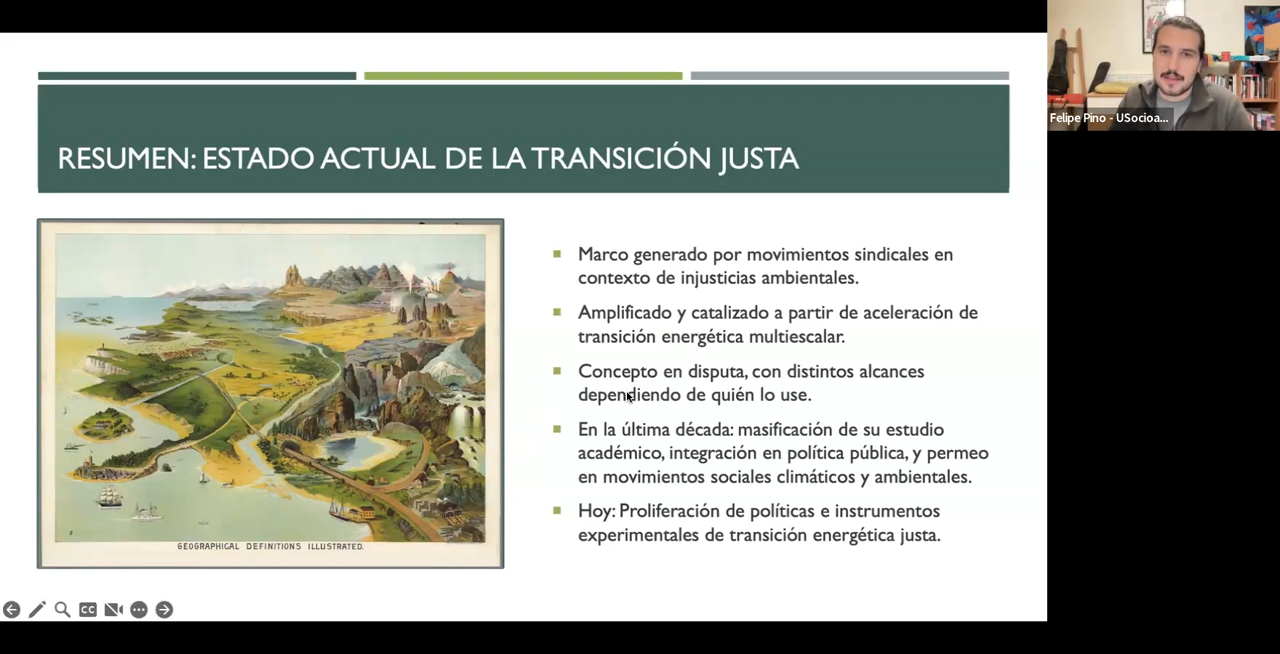 RESUMEN: ESTADO ACTUAL DE LA TRANSICIÓN JUSTA
Felipe Pino - USocioa...
GEOGRAPHICAL DEFINITIONS ILLUSTRATED.
Marco generado por movimientos sindicales en
contexto de injusticias ambientales.
Amplificado y catalizado a partir de aceleración de
transición energética multiescalar.
Concepto en disputa, con distintos alcances
dependiendo de quién lo use.
En la última década: masificación de su estudio
académico, integración en política pública, y permeo
en movimientos sociales climáticos y ambientales.
Hoy: Proliferación de políticas e instrumentos
experimentales de transición energética justa.
CC